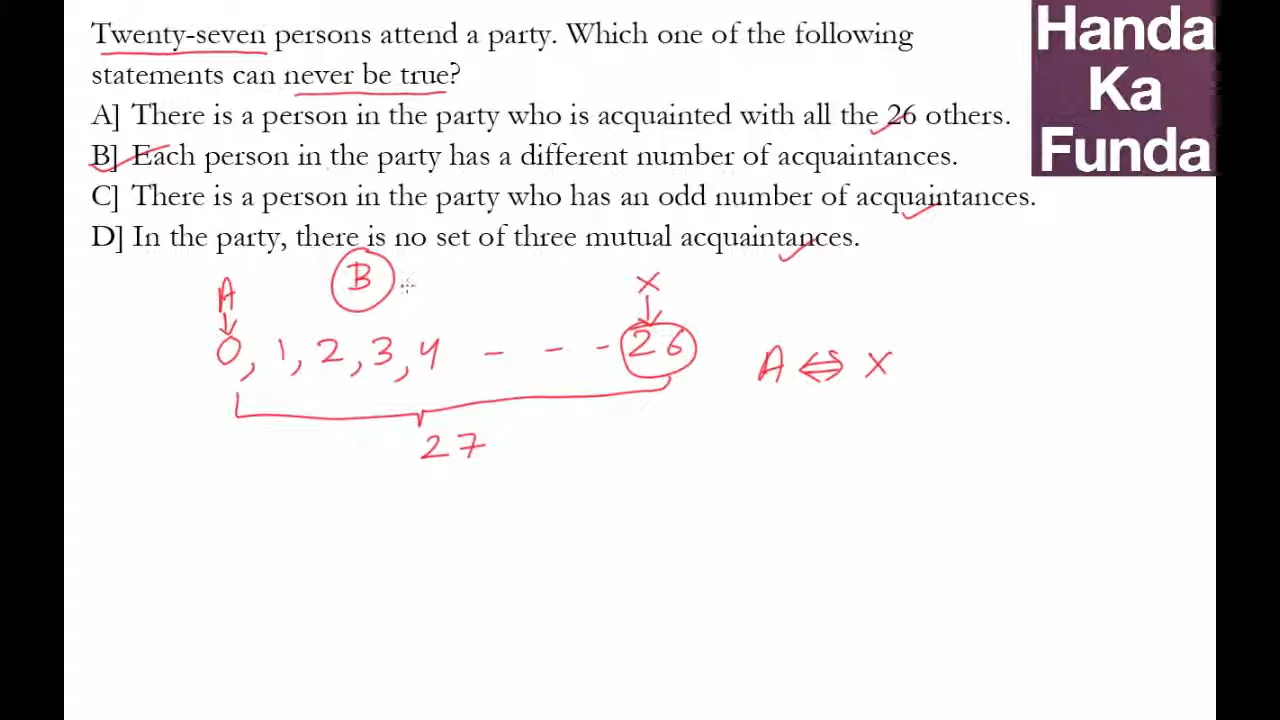 Twenty-seven persons attend a party. Which one of the following
statements can never be true?
A] There is a person in the party who is acquainted with all the 26 others.
B] Each person in the party has a different number of acquaintances.
C] There is a person in the party who has an odd number of acquaintances.
D] In the party, there is no set of three mutual acquaintances.
Handa
Ka
Funda
A B X
0, 1, 2, 3, 4 - - - 26
A ⇔ X
27